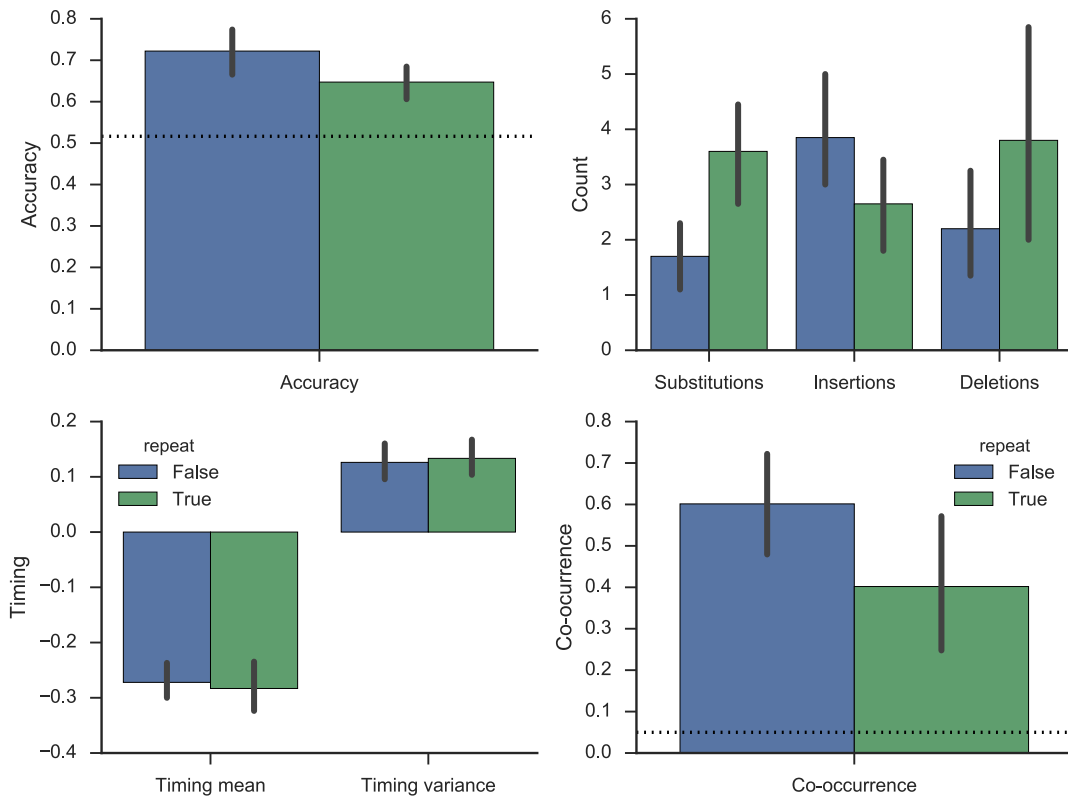 0.8
0.7
0.6
0.5
0.4
0.3
0.2
0.1
0.0
Accuracy
Accuracy
6
5
4
3
2
1
0
Count
Substitutions Insertions Deletions
0.2
0.1
0.0
−0.1
−0.2
−0.3
−0.4
Timing
repeat
False
True
Timing mean Timing variance
0.8
0.7
0.6
0.5
0.4
0.3
0.2
0.1
0.0
Co-ocurrence
repeat
False
True
Co-occurrence